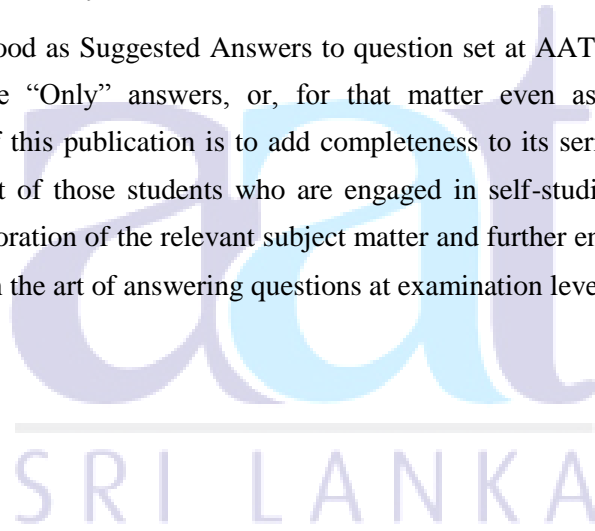 ood as Suggested Answers to question set at AAT
e “Only” answers, or, for that matter even as
f this publication is to add completeness to its seri
t of those students who are engaged in self-studi
oration of the relevant subject matter and further en
n the art of answering questions at examination leve
aat
SRI LANKA